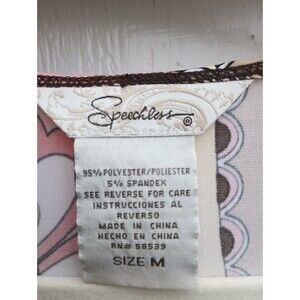 Speechless®
95% POLYESTER/POLIESTER
5% SPANDEX
SEE REVERSE FOR CARE
INSTRUCCIONES AL
REVERSO
MADE IN CHINA
HECHO EN CHINA
RN# 58539
SIZE M